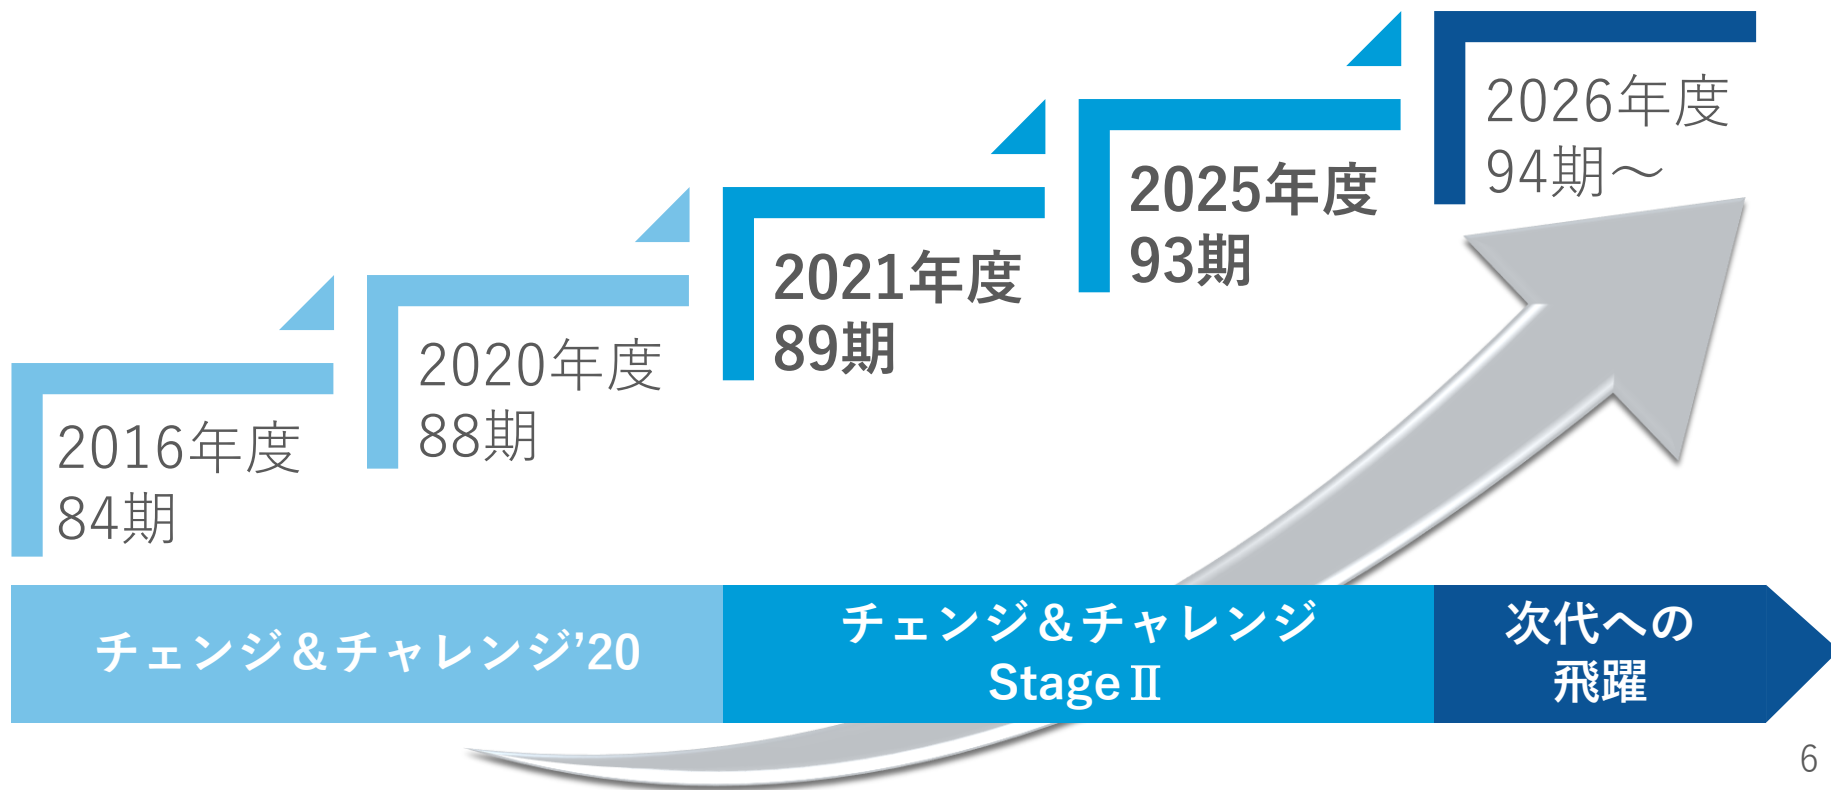 2016年度
84期
2020年度
88期
2021年度
89期
2025年度
93期
2026年度
94期～
チェンジ＆チャレンジ’20
チェンジ＆チャレンジ
StageⅡ
次代への
飛躍
6